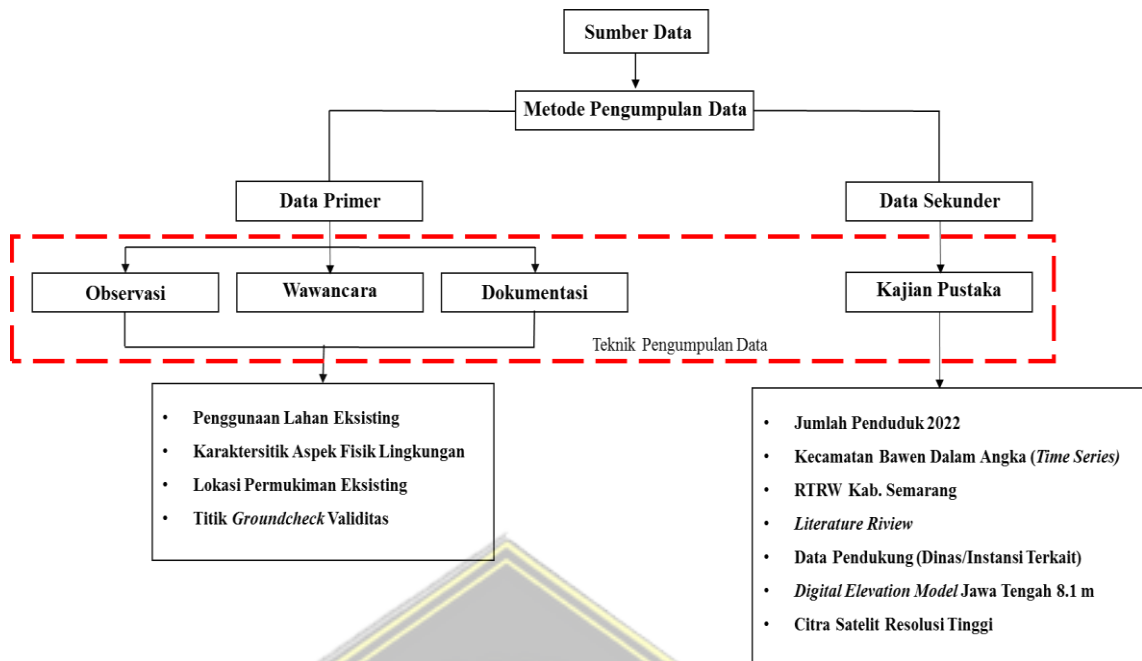 Sumber Data
Metode Pengumpulan Data
Data Primer
Data Sekunder
Observasi
Wawancara
Dokumentasi
Kajian Pustaka
Teknik Pengumpulan Data
• Penggunaan Lahan Eksisting
• Karaktersitik Aspek Fisik Lingkungan
• Lokasi Permukiman Eksisting
• Titik Groundcheck Validitas
• Jumlah Penduduk 2022
• Kecamatan Bawen Dalam Angka (Time Series)
• RTRW Kab. Semarang
• Literature Riview
• Data Pendukung (Dinas/Instansi Terkait)
• Digital Elevation Model Jawa Tengah 8.1 m
• Citra Satelit Resolusi Tinggi